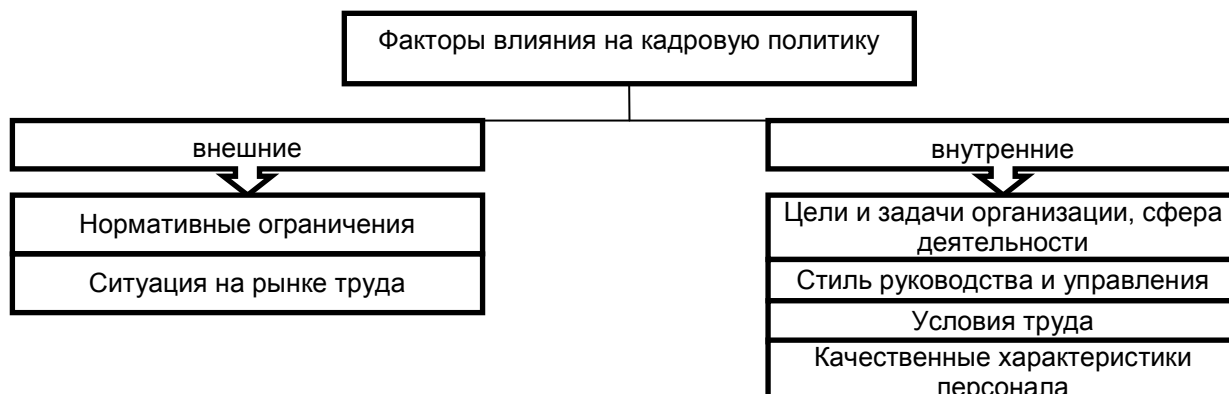 Факторы влияния на кадровую политику
внешние
Нормативные ограничения
Ситуация на рынке труда
внутренние
Цели и задачи организации, сфера
деятельности
Стиль руководства и управления
Условия труда
Качественные характеристики
персонала